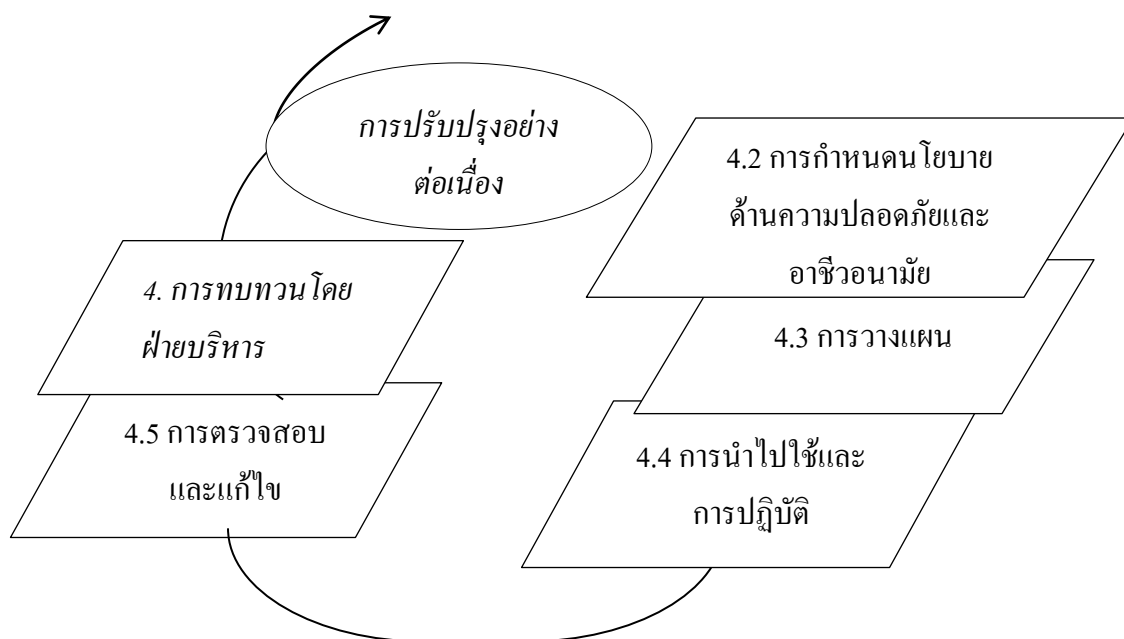 การปรับปรุงอย่าง
ต่อเนื่อง
4.2 การกำหนดนโยบาย
ด้านความปลอดภัยและ
อาชีวอนามัย
4. การทบทวนโดย
ฝ่ายบริหาร
4.3 การวางแผน
4.5 การตรวจสอบ
และแก้ไข
4.4 การนำไปใช้และ
การปฏิบัติ